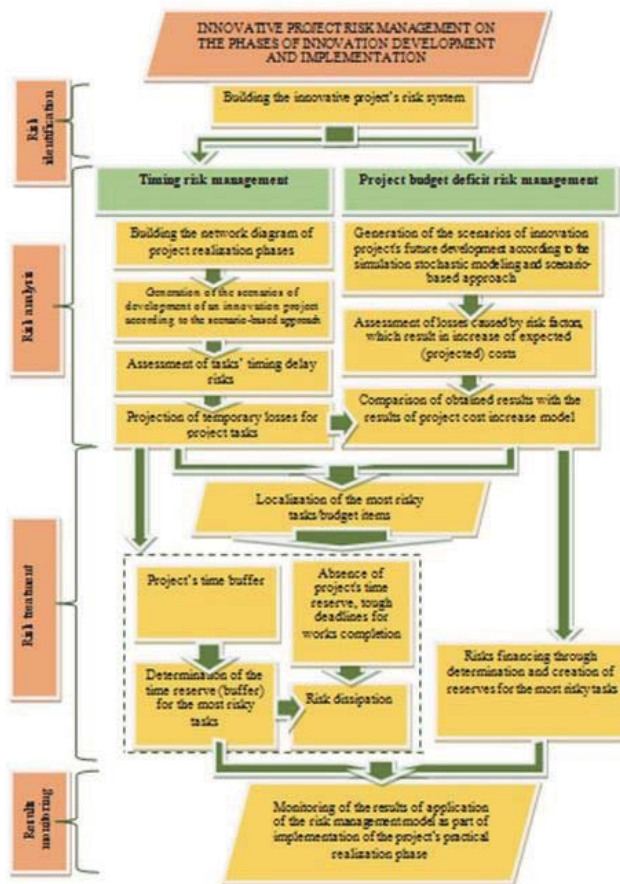 INNOVATIVE PROJECT RISK MANAGEMENT ON
THE PHASES OF INNOVATION DEVELOPMENT
AND IMPLEMENTATION
Risk
identification
Building the innovative project's risk system
Risk analysis
Timing risk management
Project budget deficit risk management
Building the network diagram of
project realization phases
Generation of the scenarios of innovation
project's future development according to the
simulation stochastic modeling and scenario-
based approach
Generation of the scenarios of
development of an innovation project
according to the scenario-based approach
Assessment of losses caused by risk factors,
which result in increase of expected
(projected) costs
Assessment of tasks' timing delay
risks
Projection of temporary losses for
project tasks
Comparison of obtained results with the
results of project cost increase model
Risk treatment
Localization of the most risky
tasks/budget items
Project's time buffer
Absence of
project's time
reserve, tough
deadlines for
works completion
Determination of the
time reserve (buffer)
for the most risky
tasks
Risk dissipation
Risks financing through
determination and creation of
reserves for the most risky tasks
Results
monitoring
Monitoring of the results of application
of the risk management model as part of
implementation of the project's practical
realization phase